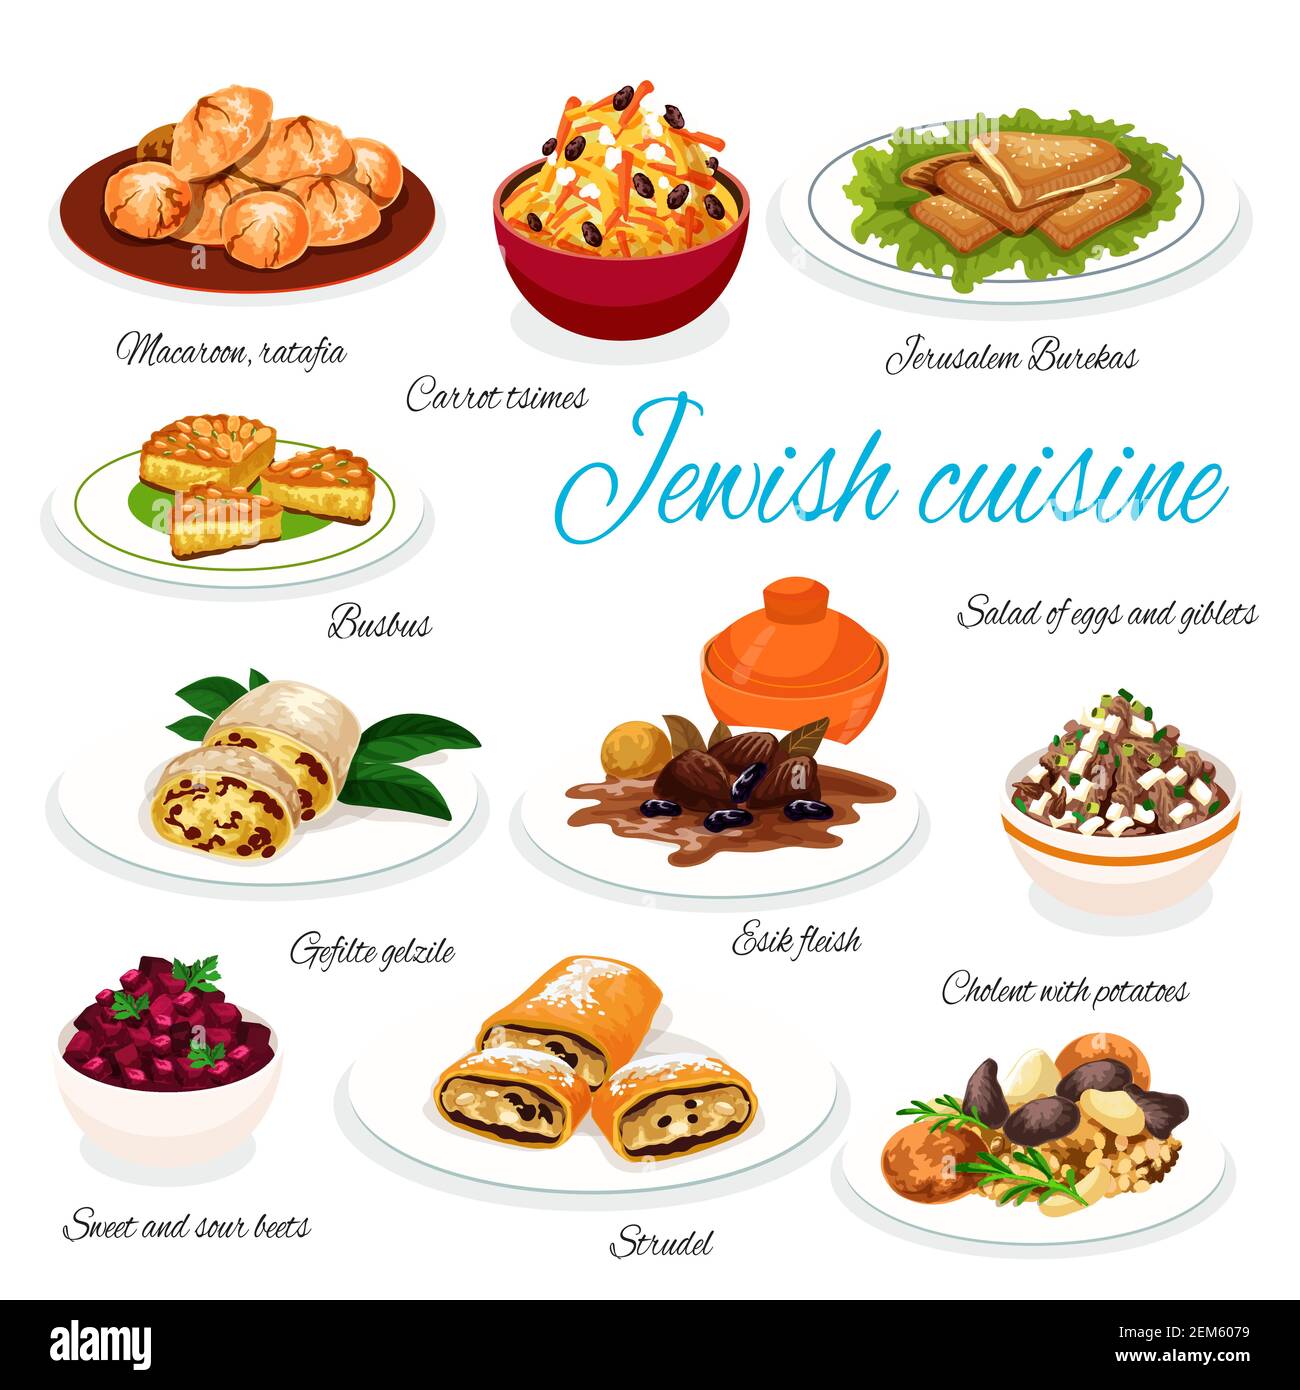 Macaroon, ratafia
Carrot tsimes
Jerusalem Burekas
Jewish cuisine
Busbus
Salad of eggs and giblets
Gefilte gelzile
Esik fleish
Cholent with potatoes
Sweet and sour beets
Strudel
a
alamy
Image ID: 2EM6079
www.alamy.com